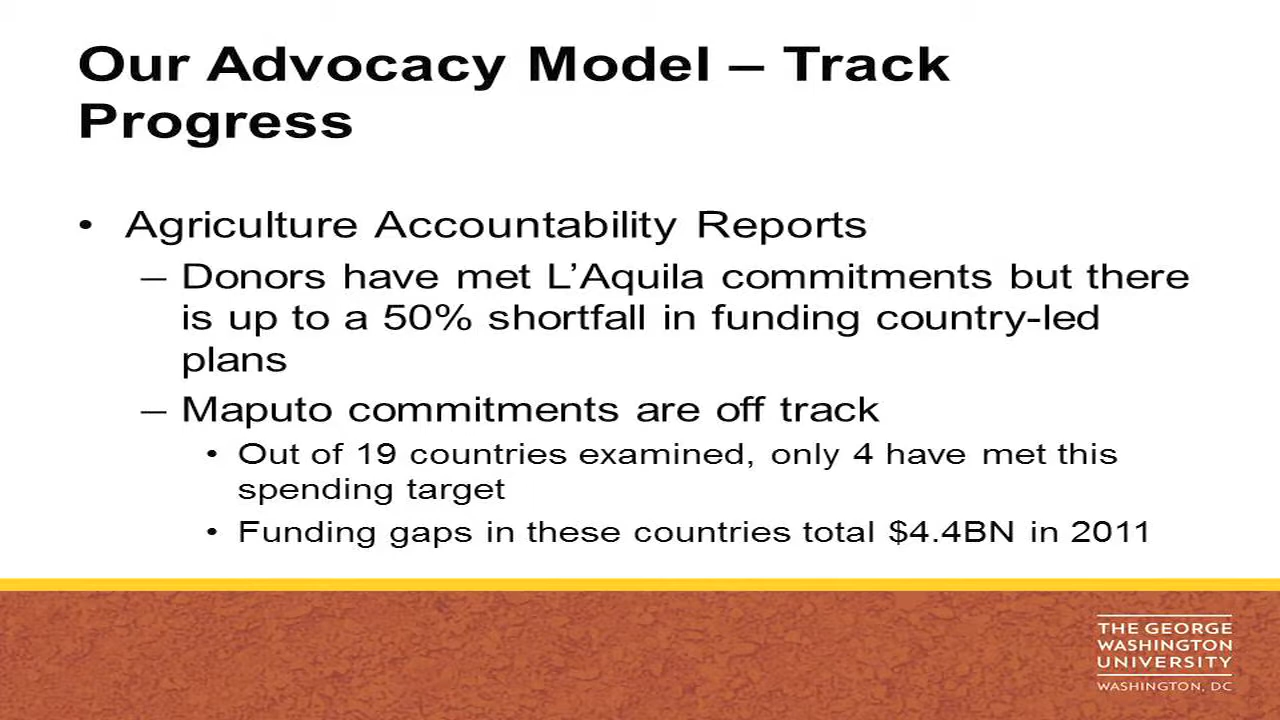 Our Advocacy Model – Track
Progress
• Agriculture Accountability Reports
– Donors have met L’Aquila commitments but there
is up to a 50% shortfall in funding country-led
plans
– Maputo commitments are off track
• Out of 19 countries examined, only 4 have met this
spending target
• Funding gaps in these countries total $4.4BN in 2011
THE GEORGE
WASHINGTON
UNIVERSITY
WASHINGTON, DC